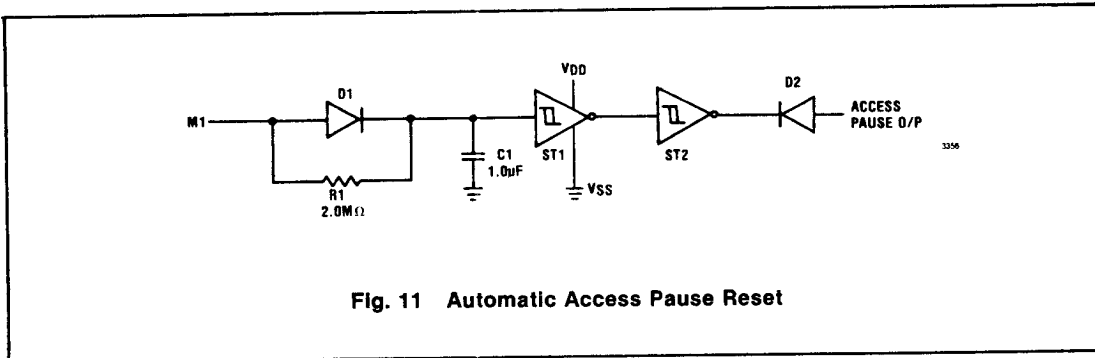 VDD
D1
D2
M1
ACCESS
PAUSE O/P
3356
C1
1.0µF
ST1
ST2
VSS
R1
2.0MΩ
Fig. 11 Automatic Access Pause Reset